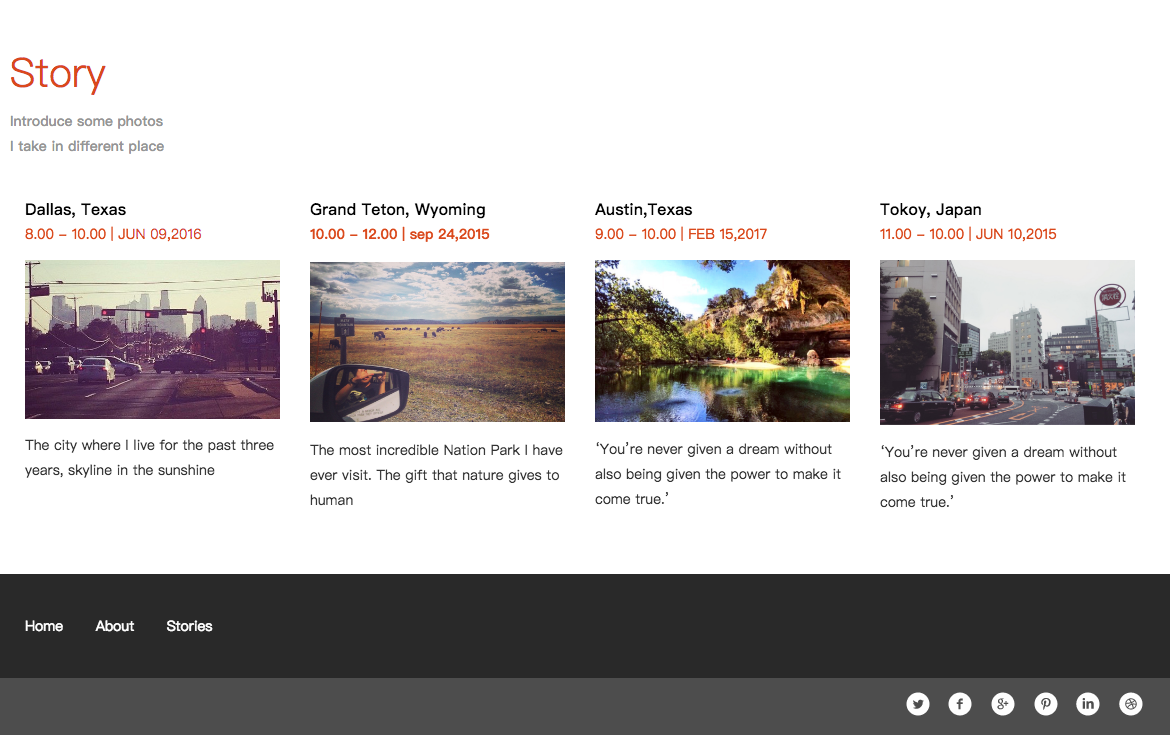 Story
Introduce some photos
I take in different place
Dallas, Texas
8.00 – 10.00 | JUN 09,2016
The city where I live for the past three
years, skyline in the sunshine
Grand Teton, Wyoming
10.00 – 12.00 | sep 24,2015
The most incredible Nation Park I have
ever visit. The gift that nature gives to
human
Austin,Texas
9.00 – 10.00 | FEB 15,2017
‘You’re never given a dream without
also being given the power to make it
come true.’
Tokoy, Japan
11.00 – 10.00 | JUN 10,2015
‘You’re never given a dream without
also being given the power to make it
come true.’
Home About Stories